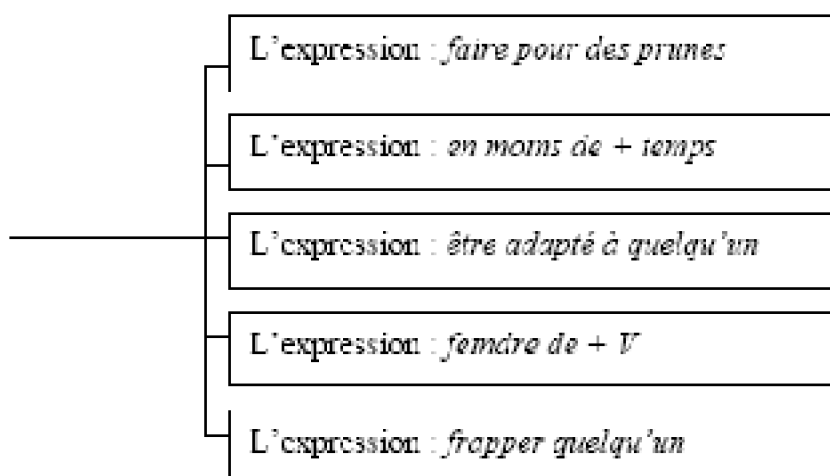 L'expression : faire pour des prunes
L'expression : en moins de + temps
L'expression : être adapté à quelqu'un
L'expression : feindre de + V
L'expression : frapper quelqu'un